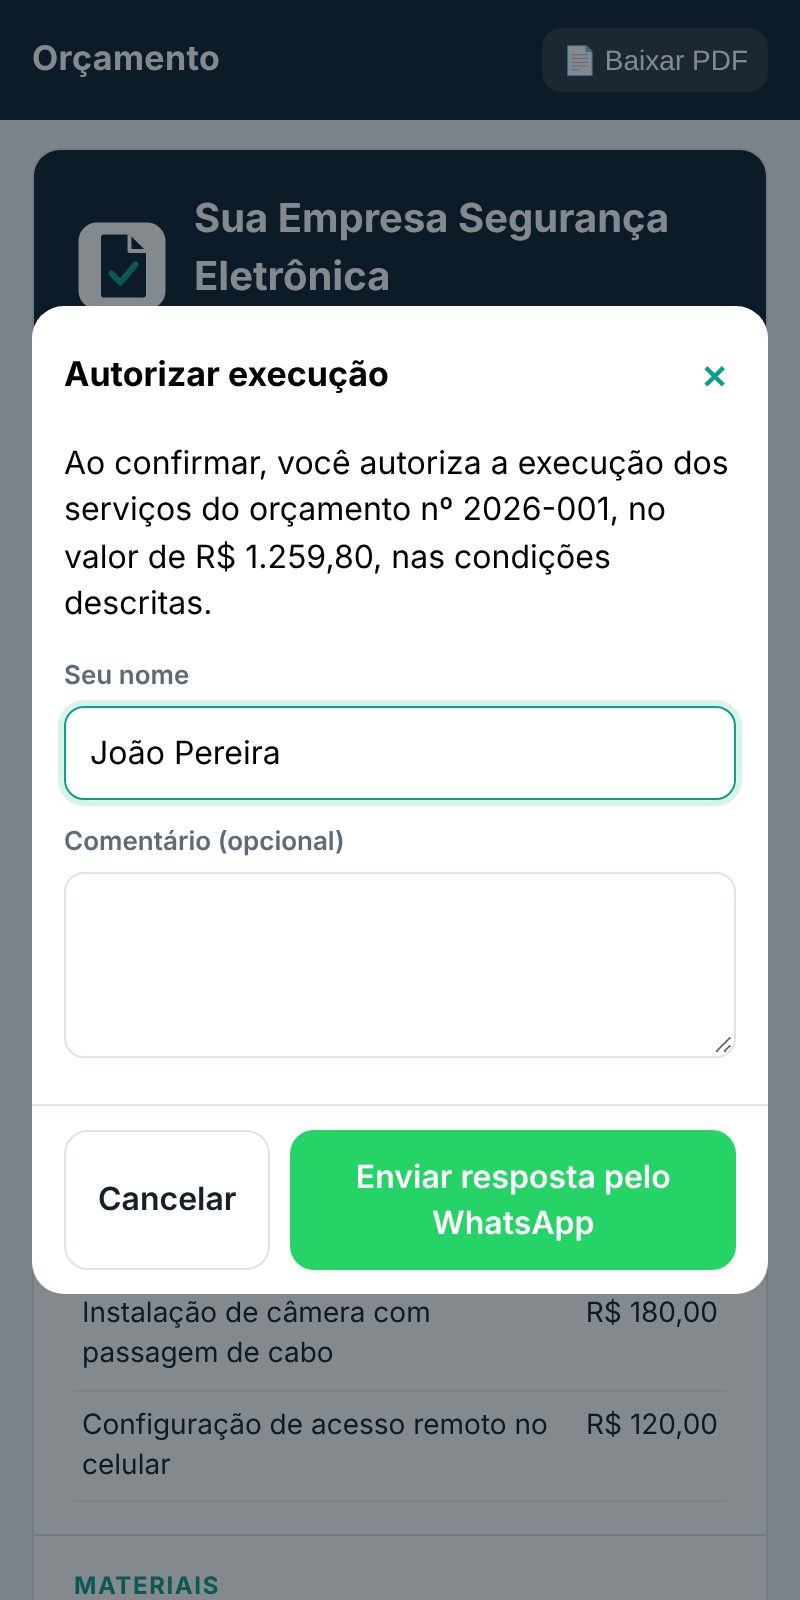 Orçamento
📄 Baixar PDF
Sua Empresa Segurança
Eletrônica
Autorizar execução
×
Ao confirmar, você autoriza a execução dos
serviços do orçamento nº 2026-001, no
valor de R$ 1.259,80, nas condições
descritas.
Seu nome
João Pereira
Comentário (opcional)
Cancelar
Enviar resposta pelo
WhatsApp
Instalação de câmera com R$ 180,00
passagem de cabo
Configuração de acesso remoto no R$ 120,00
celular
MATERIAIS